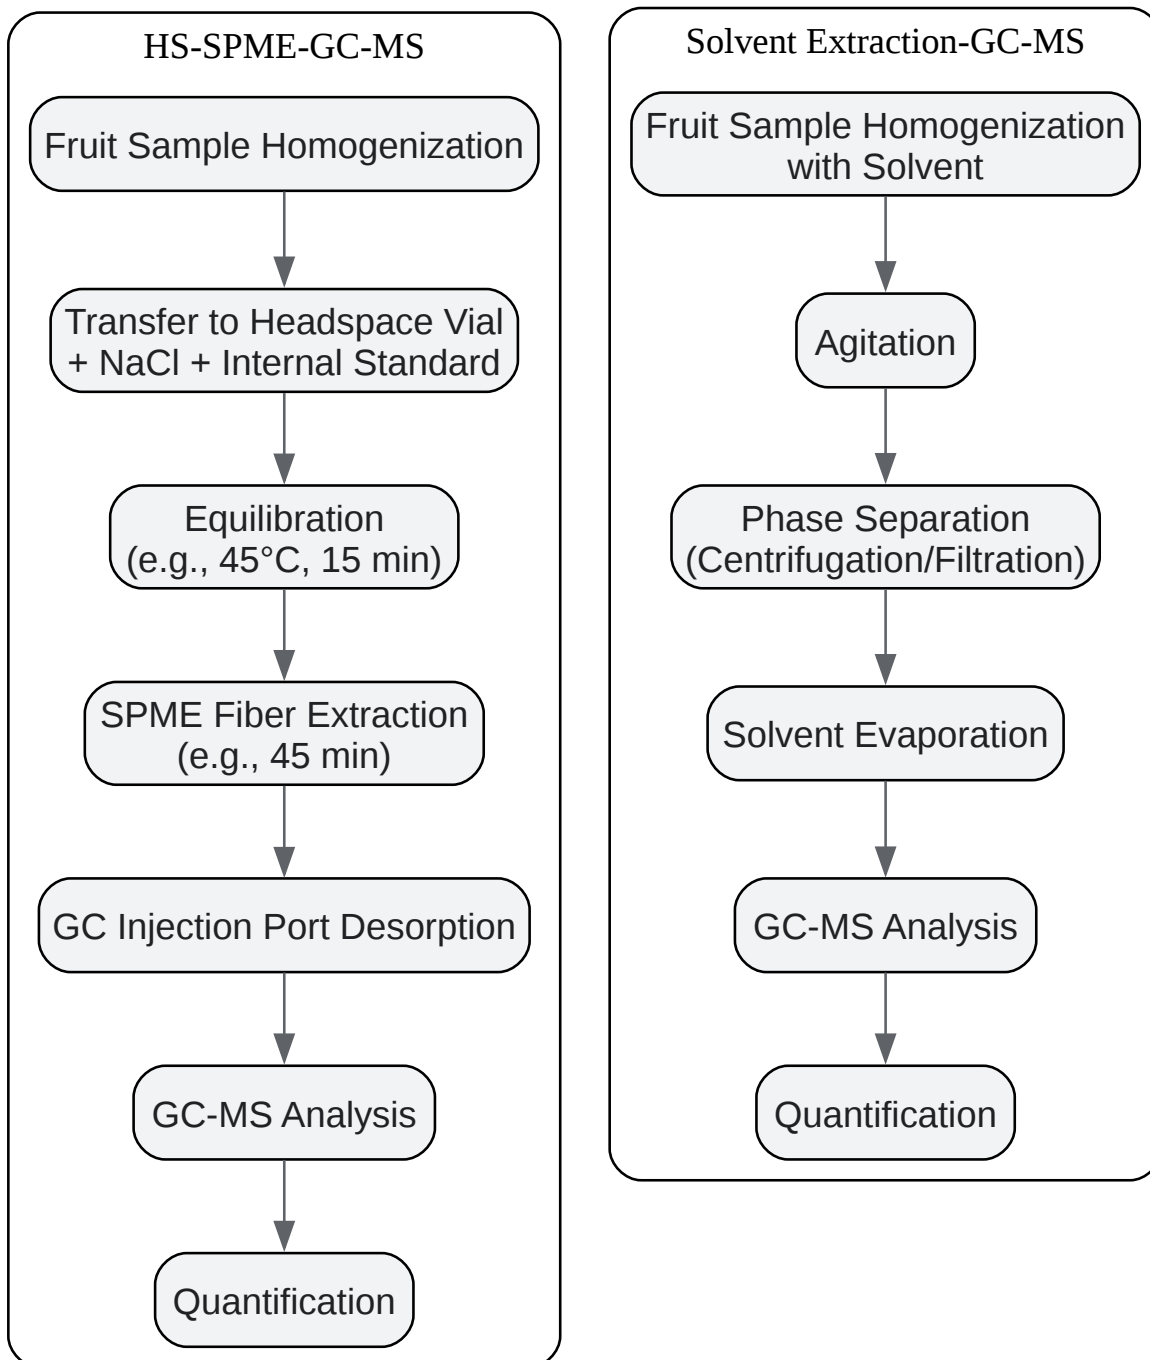 HS-SPME-GC-MS
Fruit Sample Homogenization
Transfer to Headspace Vial
+ NaCl + Internal Standard
Equilibration
(e.g., 45°C, 15 min)
SPME Fiber Extraction
(e.g., 45 min)
GC Injection Port Desorption
GC-MS Analysis
Quantification
Solvent Extraction-GC-MS
Fruit Sample Homogenization
with Solvent
Agitation
Phase Separation
(Centrifugation/Filtration)
Solvent Evaporation
GC-MS Analysis
Quantification